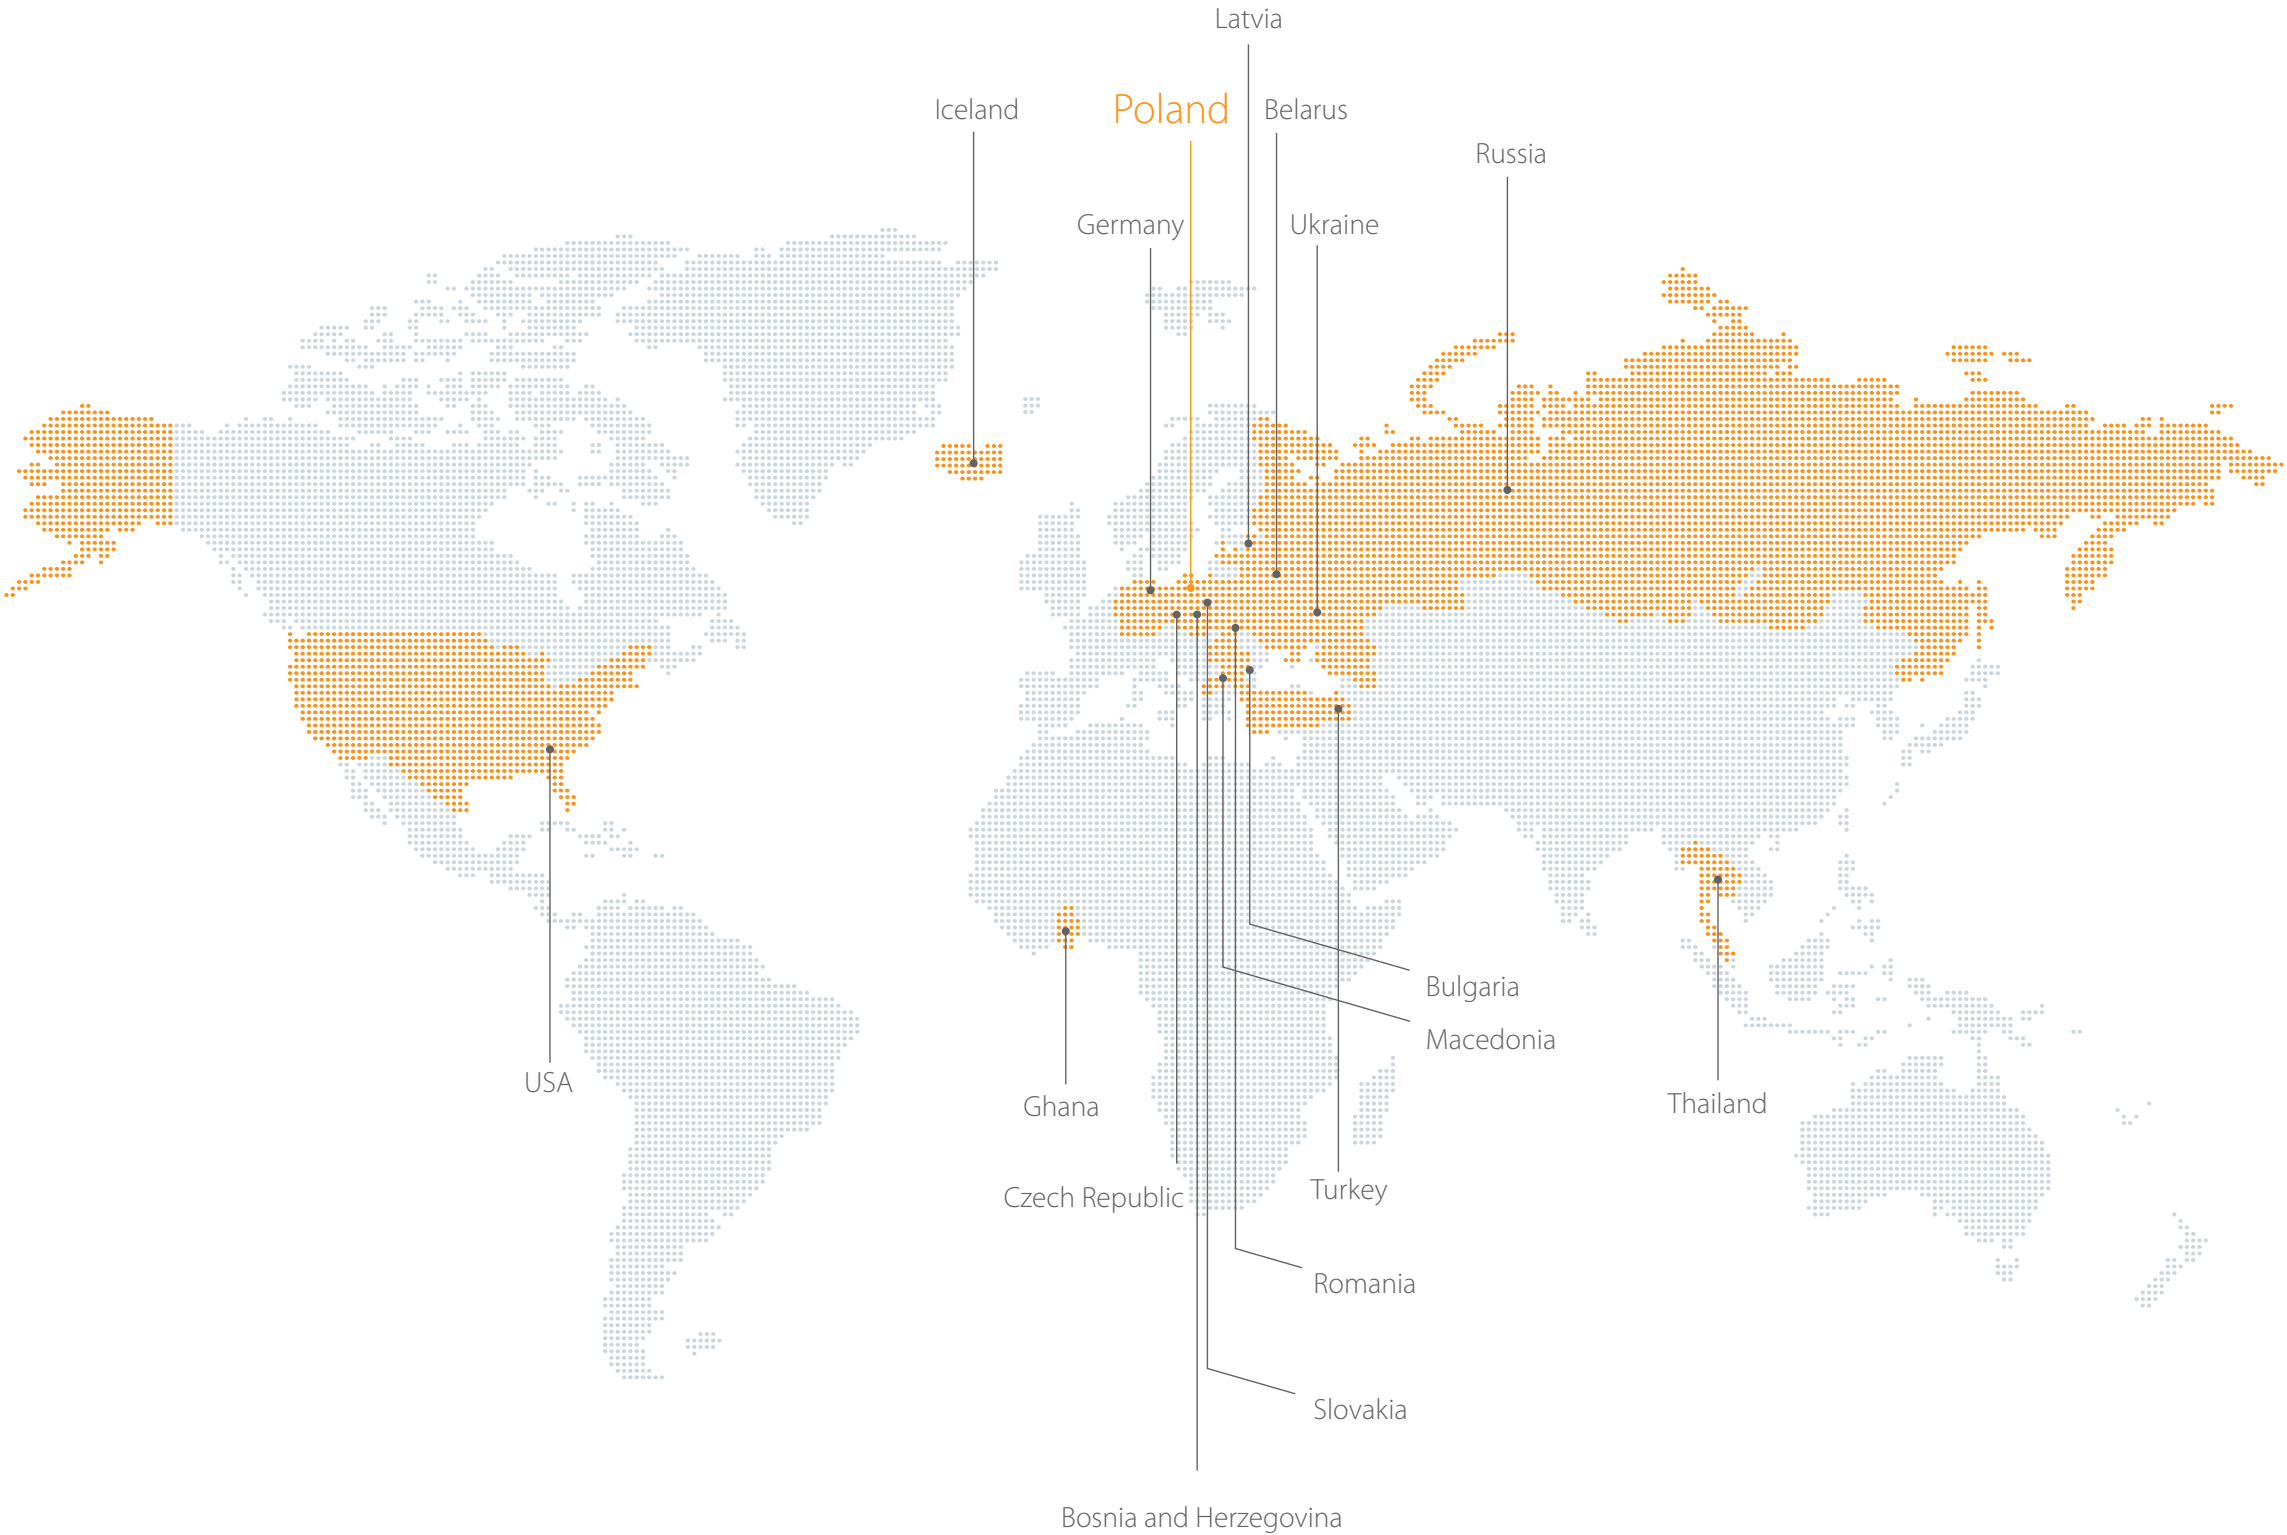 Latvia
Iceland
Poland
Belarus
Russia
Germany
Ukraine
Bulgaria
Macedonia
USA
Ghana
Thailand
Czech Republic
Turkey
Romania
Slovakia
Bosnia and Herzegovina